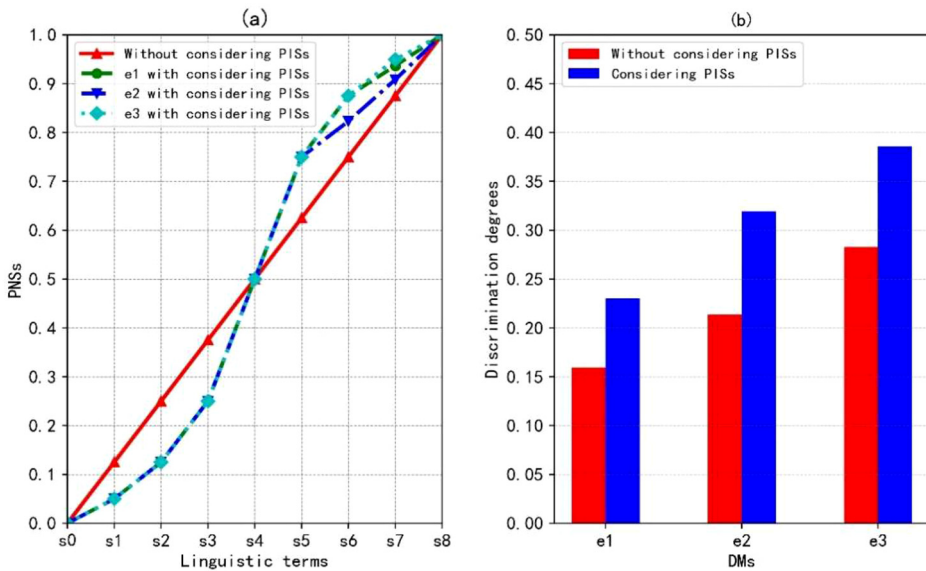 (a)
1.0
0.9
0.8
0.7
0.6
0.5
0.4
0.3
0.2
0.1
0.0
PNSs
Without considering PISs
e1 with considering PISs
e2 with considering PISs
e3 with considering PISs
s0 s1 s2 s3 s4 s5 s6 s7 s8
Linguistic terms
(b)
0.50
0.45
0.40
0.35
0.30
0.25
0.20
0.15
0.10
0.05
0.00
Discrimination degrees
Without considering PISs
Considering PISs
e1 e2 e3
DMs